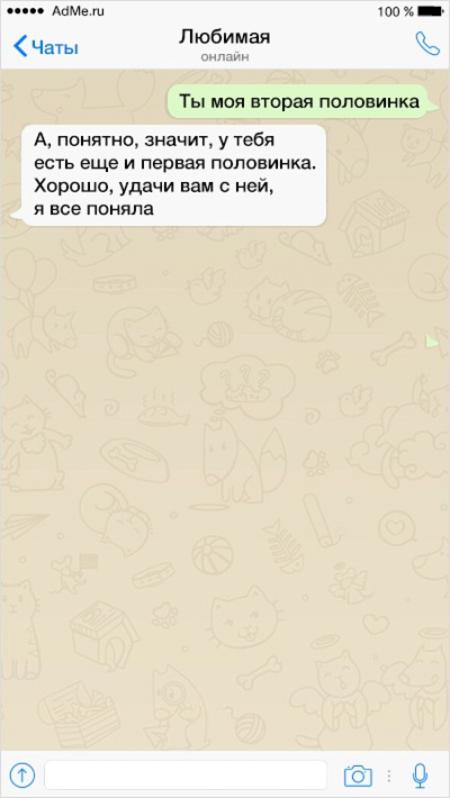 AdMe.ru
100 %
Чаты
Любимая
онлайн
Ты моя вторая половинка
А, понятно, значит, у тебя
есть еще и первая половинка.
Хорошо, удачи вам с ней,
я все поняла